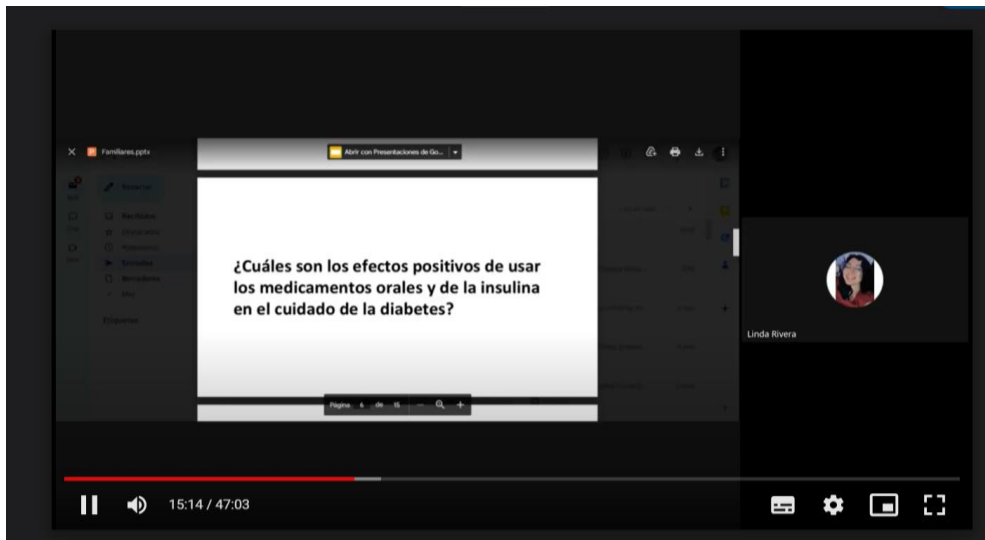 Familiares.pptx
Abrir con Presentaciones de Go...
¿Cuáles son los efectos positivos de usar
los medicamentos orales y de la insulina
en el cuidado de la diabetes?
Página 6 de 15
Etiquetas
Linda Rivera
15:14 / 47:03